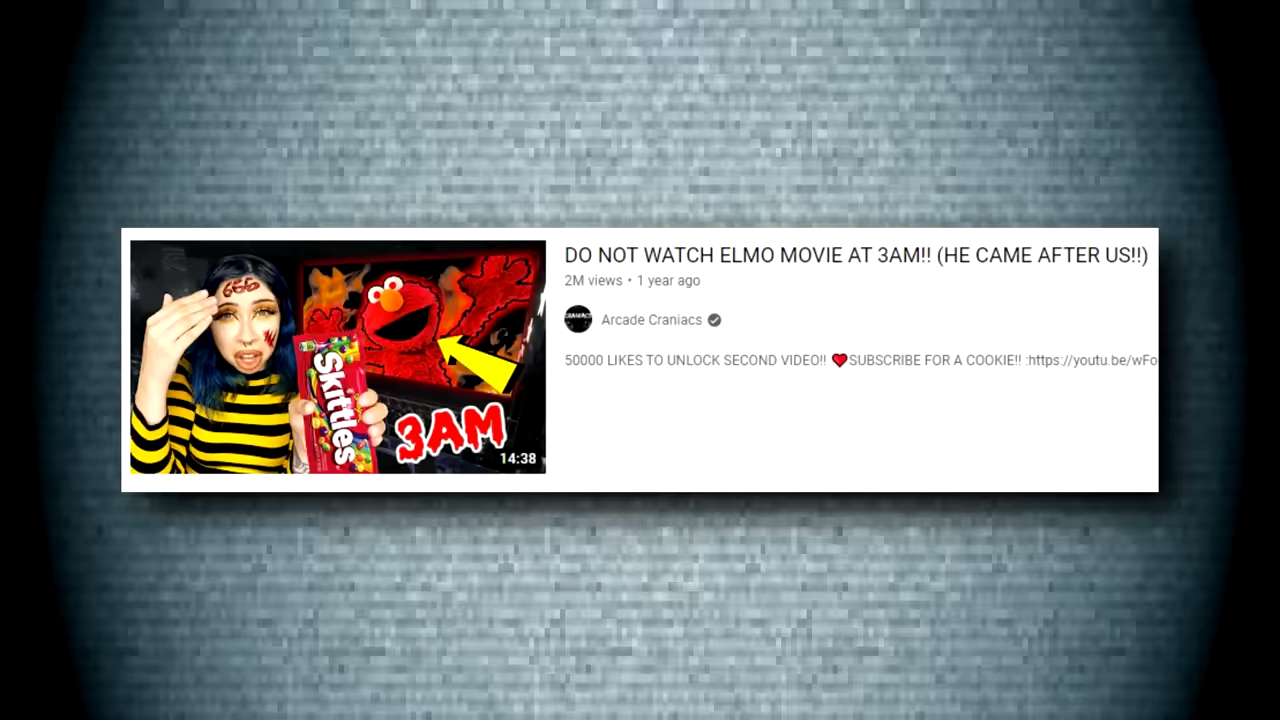 DO NOT WATCH ELMO MOVIE AT 3AM!! (HE CAME AFTER US!!)
2M views • 1 year ago
Arcade Craniacs
50000 LIKES TO UNLOCK SECOND VIDEO!! ❤️SUBSCRIBE FOR A COOKIE!! :https://youtu.be/wFo
666
Skittles
3AM
14:38